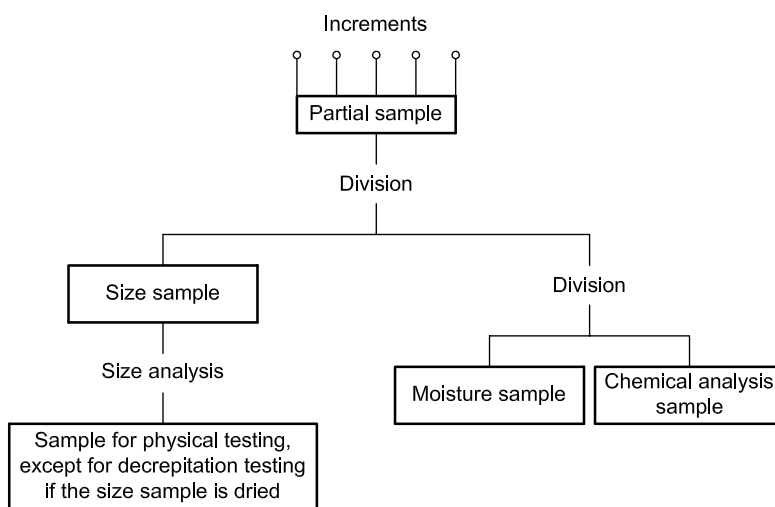 Increments
Partial sample
Division
Size sample
Division
Size analysis
Moisture sample
Chemical analysis
sample
Sample for physical testing,
except for decrepitation testing
if the size sample is dried